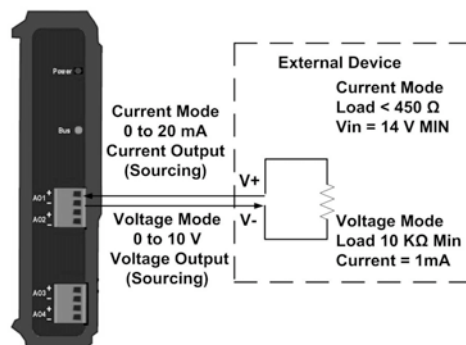 Power
Bus
AO1 + -
AO2 + -
AO3 + -
AO4 + -
Current Mode
0 to 20 mA
Current Output
(Sourcing)
Voltage Mode
0 to 10 V
Voltage Output
(Sourcing)
V+
V-
External Device
Current Mode
Load < 450 Ω
Vin = 14 V MIN
Voltage Mode
Load 10 KΩ Min
Current = 1mA